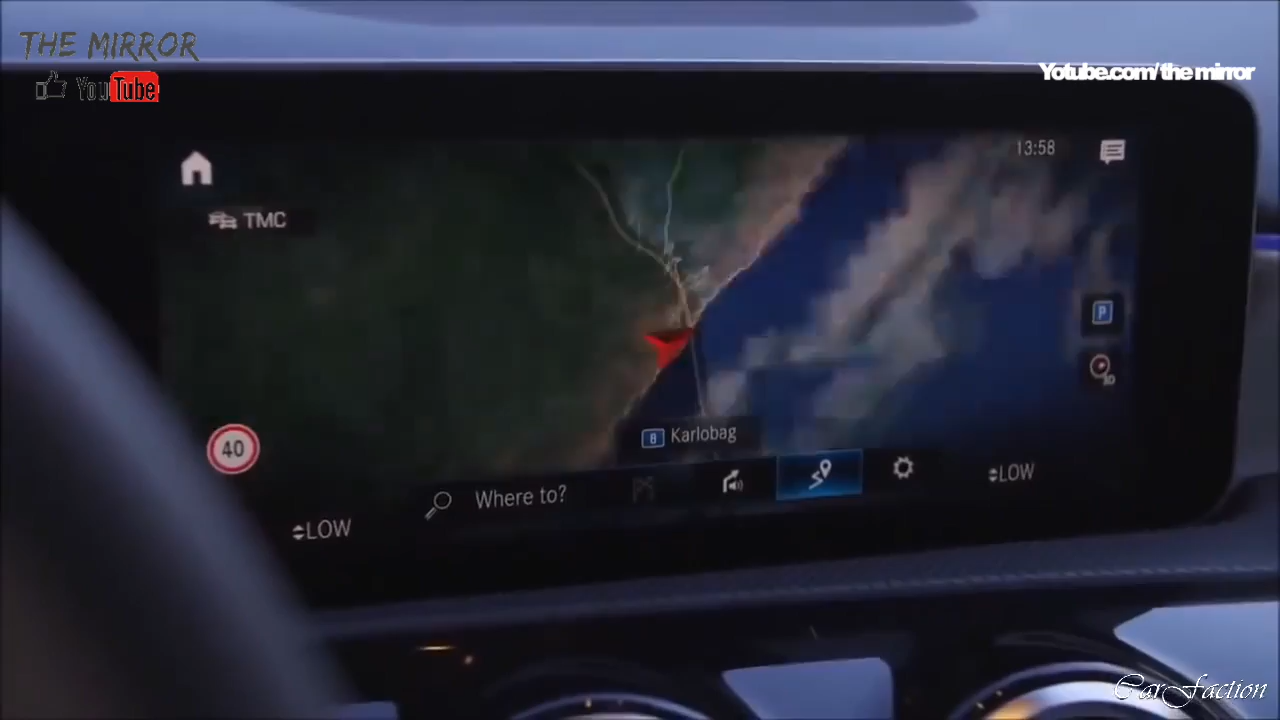 THE MIRROR
YouTube
Yotube.com/the mirror
13:58
TMC
P
40
8 Karlobag
Where to?
LOW
LOW
CarFaction